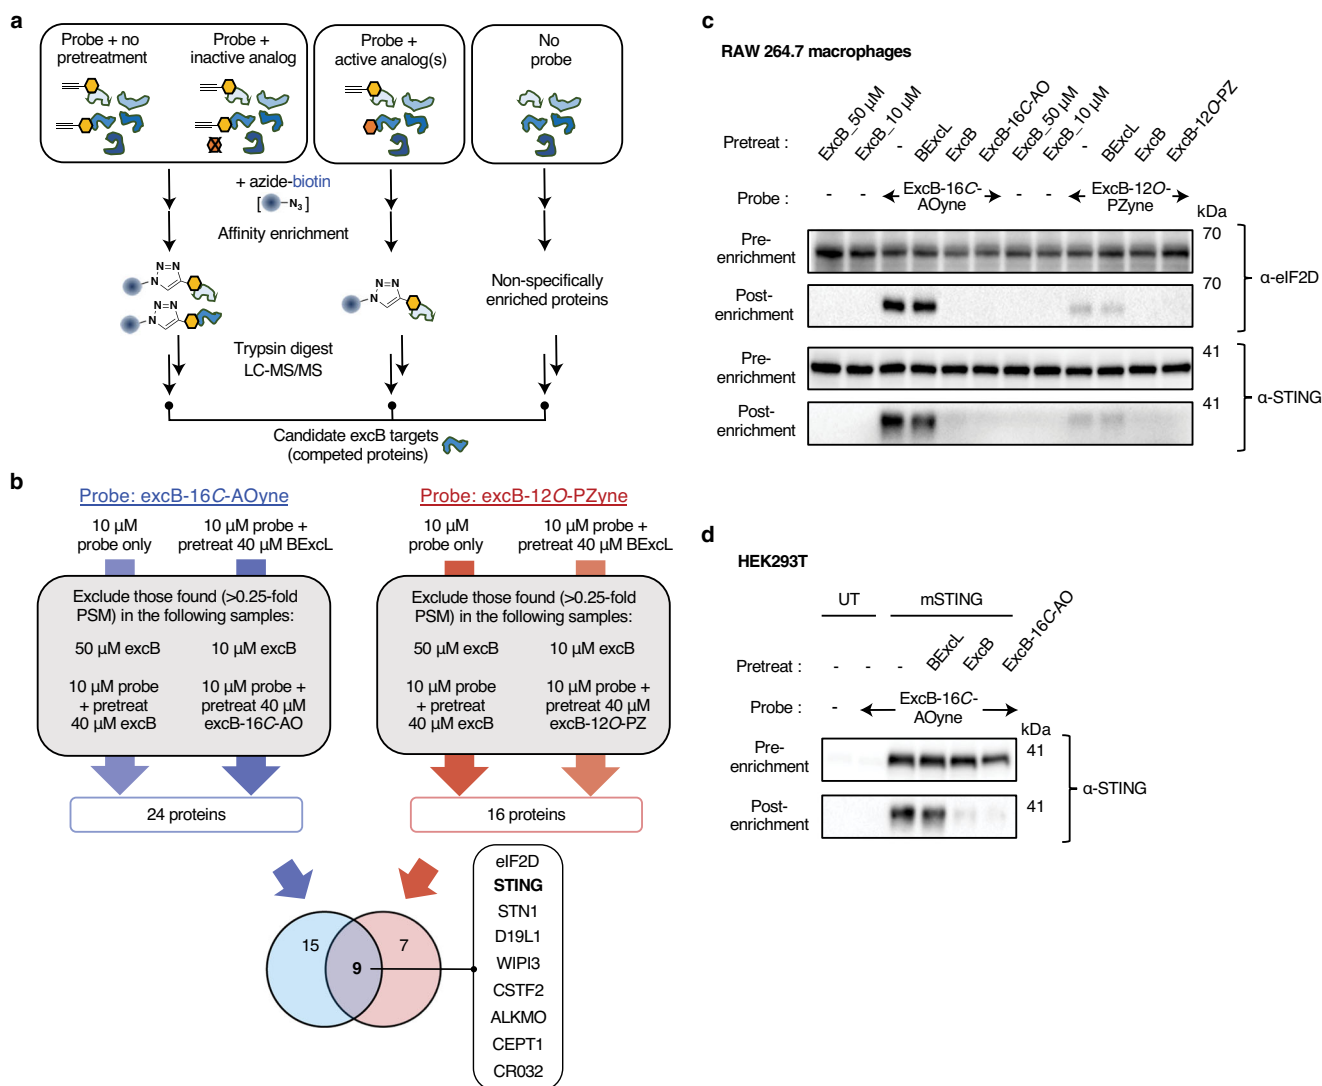 a
Probe + no
pretreatment
Probe +
inactive analog
Probe +
active analog(s)
No
probe
+ azide-biotin
[ –N3 ]
Affinity enrichment
N=N
N
N=N
N
N=N
N
Non-specifically
enriched proteins
Trypsin digest
LC-MS/MS
Candidate excB targets
(competed proteins)
b
Probe: excB-16C-AOyne
10 µM
probe only
10 µM probe +
pretreat 40 µM BExcL
Exclude those found (>0.25-fold
PSM) in the following samples:
50 µM excB
10 µM excB
10 µM probe
+ pretreat
40 µM excB
10 µM probe +
pretreat 40 µM
excB-16C-AO
24 proteins
Probe: excB-12O-PZyne
10 µM
probe only
10 µM probe +
pretreat 40 µM BExcL
Exclude those found (>0.25-fold
PSM) in the following samples:
50 µM excB
10 µM excB
10 µM probe
+ pretreat
40 µM excB
10 µM probe +
pretreat 40 µM
excB-12O-PZ
16 proteins
15
9
7
eIF2D
STING
STN1
D19L1
WIPI3
CSTF2
ALKMO
CEPT1
CR032
c
RAW 264.7 macrophages
Pretreat :
ExcB_50 µM
ExcB_10 µM
-
BExcL
ExcB
ExcB-16C-AO
ExcB_50 µM
ExcB_10 µM
-
BExcL
ExcB
ExcB-12O-PZ
Probe :
-
-
ExcB-16C-
AOyne
-
-
ExcB-12O-
PZyne
kDa
Pre-
enrichment
70
Post-
enrichment
70
α-eIF2D
Pre-
enrichment
41
Post-
enrichment
41
α-STING
d
HEK293T
UT
mSTING
Pretreat :
-
-
-
BExcL
ExcB
ExcB-16C-AO
Probe :
-
ExcB-16C-
AOyne
kDa
Pre-
enrichment
41
Post-
enrichment
41
α-STING